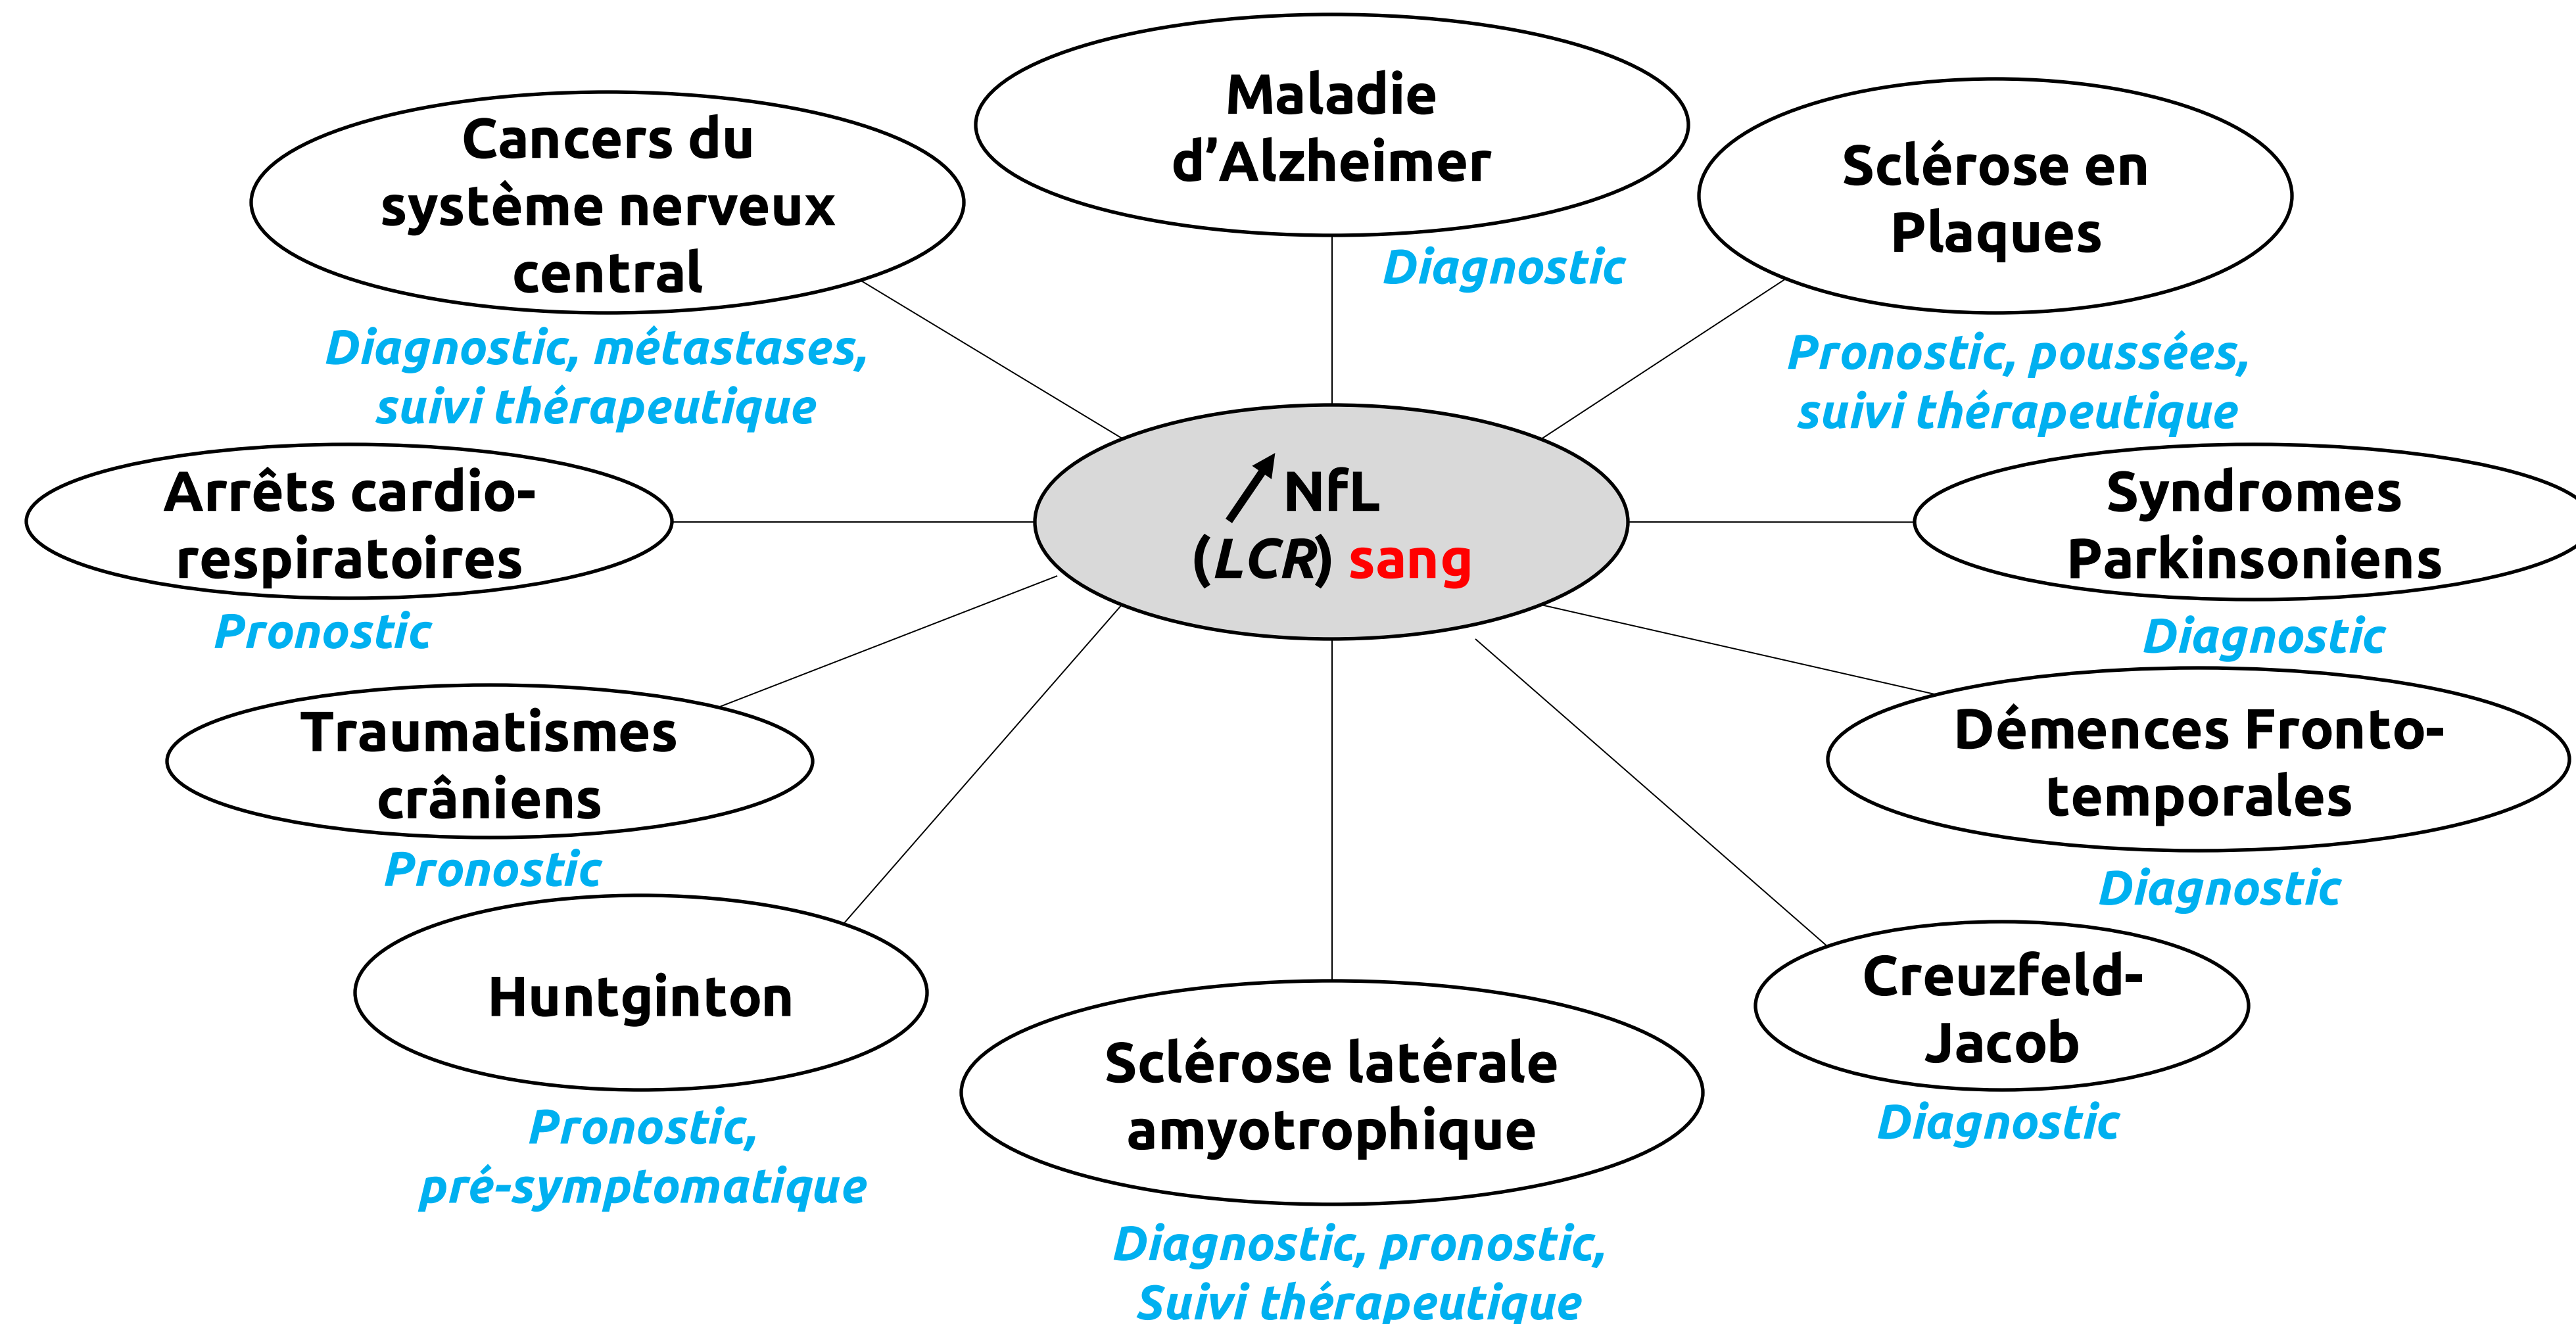 Maladie
d’Alzheimer
Diagnostic
Cancers du
système nerveux
central
Diagnostic, métastases,
suivi thérapeutique
Sclérose en
Plaques
Pronostic, poussées,
suivi thérapeutique
NfL
(LCR) sang
Arrêts cardio-
respiratoires
Pronostic
Syndromes
Parkinsoniens
Diagnostic
Traumatismes
crâniens
Pronostic
Démences Fronto-
temporales
Diagnostic
Huntginton
Pronostic,
pré-symptomatique
Sclérose latérale
amyotrophique
Diagnostic, pronostic,
Suivi thérapeutique
Creuzfeld-
Jacob
Diagnostic